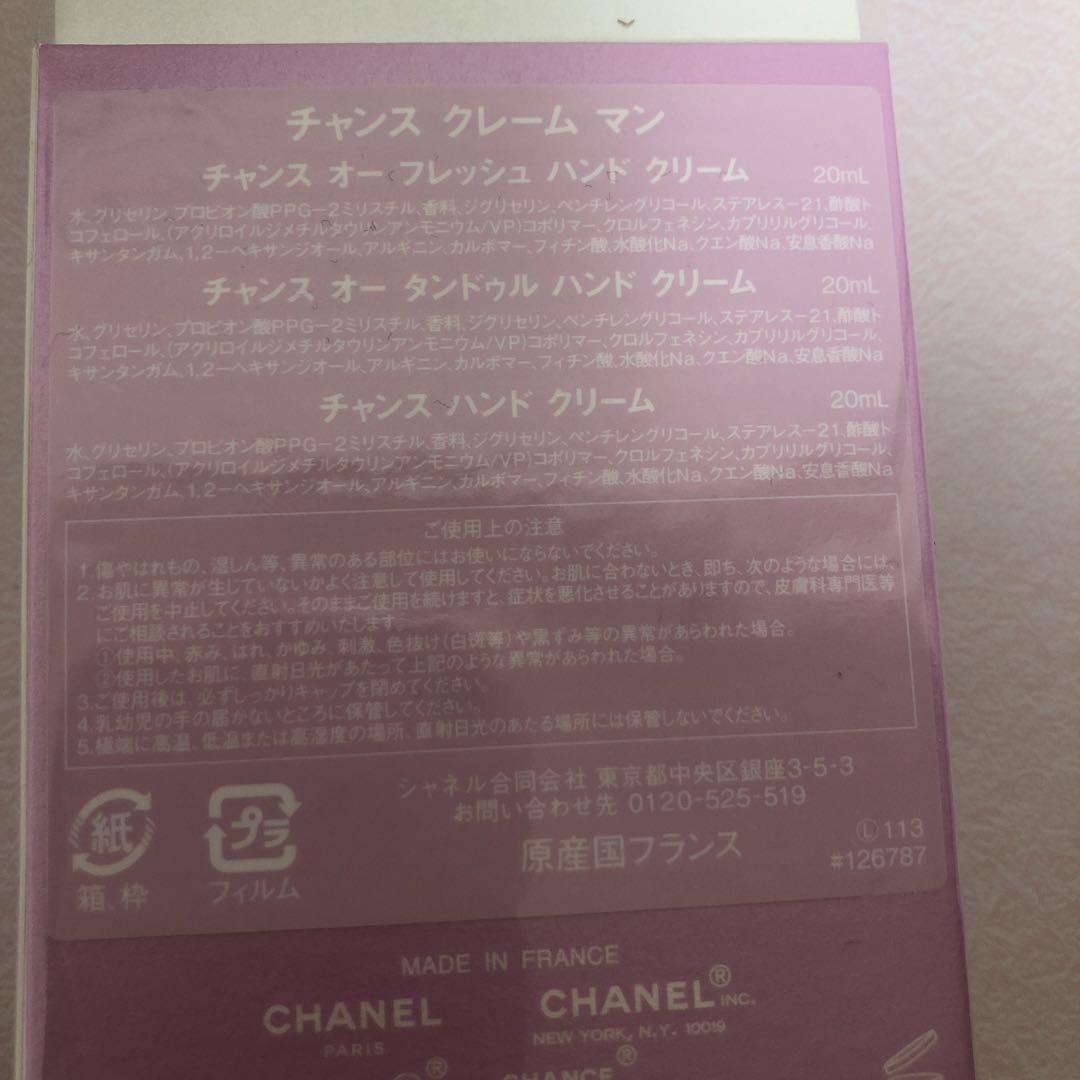 チャンス クレーム マン
チャンス オー フレッシュ ハンド クリーム 20mL
水、グリセリン、プロピオン酸PPG-2ミリスチル、香料、ジグリセリン、ペンチレングリコール、ステアレス-21、酢酸ト
コフェロール、(アクリロイルジメチルタウリンアンモニウム/VP)コポリマー、クロルフェネシン、カプリリルグリコール、
キサンタンガム、1,2-ヘキサンジオール、アルギニン、カルボマー、フィチン酸、水酸化Na、クエン酸Na、安息香酸Na
チャンス オー タンドゥル ハンド クリーム 20mL
水、グリセリン、プロピオン酸PPG-2ミリスチル、香料、ジグリセリン、ペンチレングリコール、ステアレス-21、酢酸ト
コフェロール、(アクリロイルジメチルタウリンアンモニウム/VP)コポリマー、クロルフェネシン、カプリリルグリコール、
キサンタンガム、1,2-ヘキサンジオール、アルギニン、カルボマー、フィチン酸、水酸化Na、クエン酸Na、安息香酸Na
チャンス ハンド クリーム 20mL
水、グリセリン、プロピオン酸PPG-2ミリスチル、香料、ジグリセリン、ペンチレングリコール、ステアレス-21、酢酸ト
コフェロール、(アクリロイルジメチルタウリンアンモニウム/VP)コポリマー、クロルフェネシン、カプリリルグリコール、
キサンタンガム、1,2-ヘキサンジオール、アルギニン、カルボマー、フィチン酸、水酸化Na、クエン酸Na、安息香酸Na
ご使用上の注意
1.傷やはれもの、湿しん等、異常のある部位にはお使いにならないでください。
2.お肌に異常が生じていないかよく注意して使用してください。お肌に合わないとき、即ち、次のような場合には、
ご使用を中止してください。そのままご使用を続けますと、症状を悪化させることがありますので、皮膚科専門医等
にご相談されることをおすすめいたします。
①使用中、赤み、はれ、かゆみ、刺激、色抜け(白斑等)や黒ずみ等の異常があらわれた場合。
②使用したお肌に、直射日光があたって上記のような異常があらわれた場合。
3.ご使用後は、必ずしっかりキャップを閉めてください。
4.乳幼児の手の届かないところに保管してください。
5.極端に高温、低温または高湿度の場所、直射日光のあたる場所には保管しないでください。
シャネル合同会社 東京都中央区銀座3-5-3
お問い合わせ先 0120-525-519
紙
箱、枠
プラ
フィルム
原産国フランス
Ⓛ113
#126787
MADE IN FRANCE
CHANEL
PARIS
CHANEL® INC.
NEW YORK, N.Y. 10019
®
CHANCE®